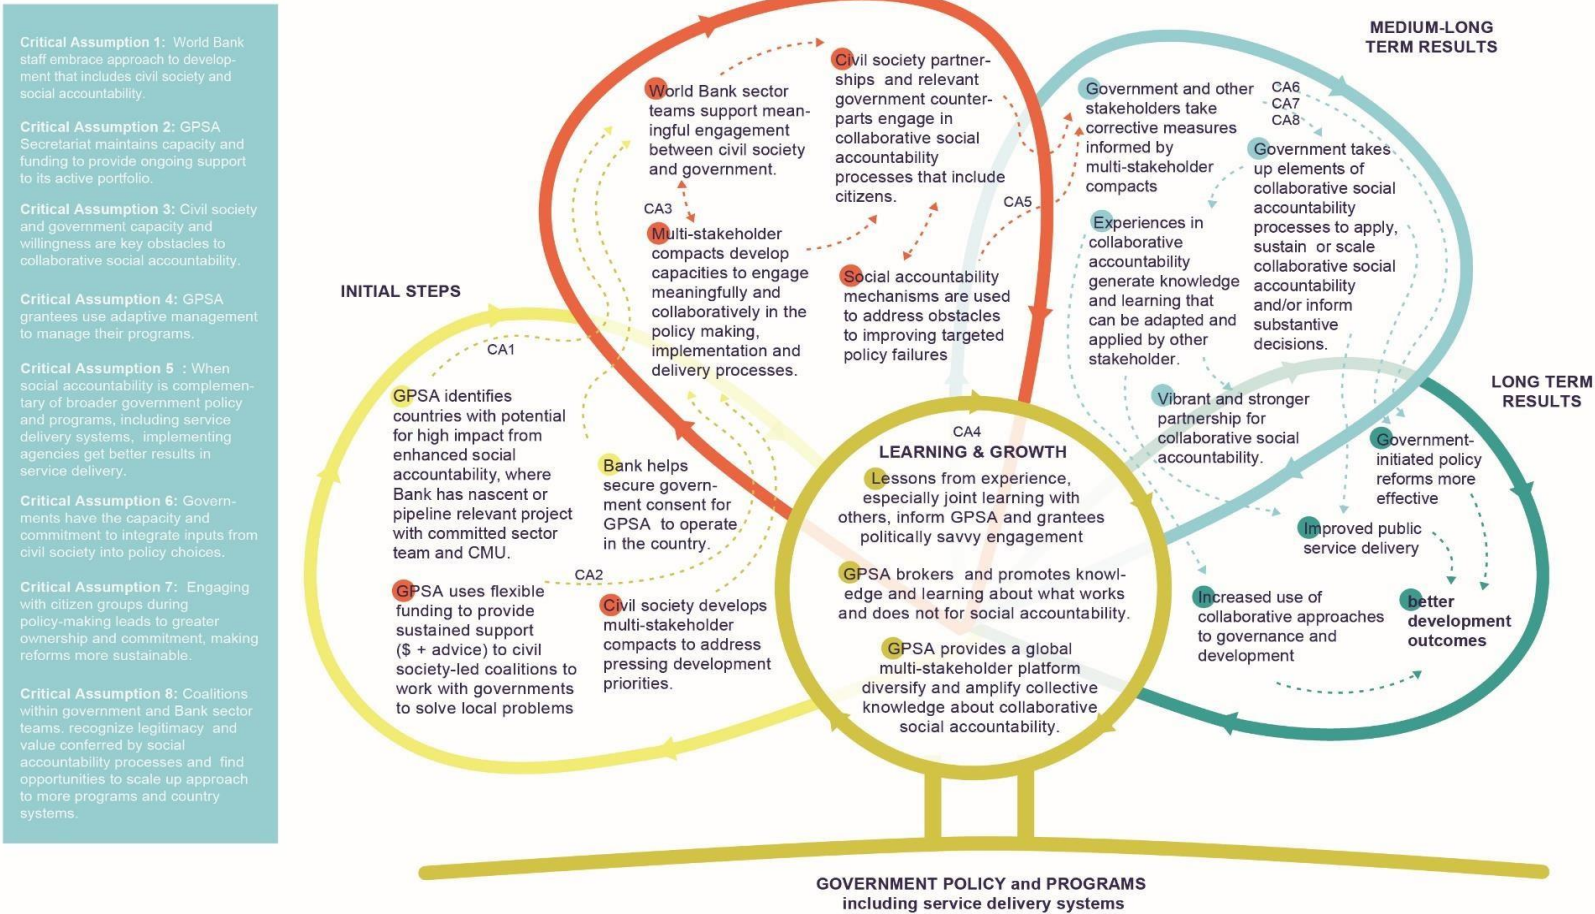 Critical Assumption 1: World Bank
staff embrace approach to develop-
ment that includes civil society and
social accountability.
Critical Assumption 2: GPSA
Secretariat maintains capacity and
funding to provide ongoing support
to its active portfolio.
Critical Assumption 3: Civil society
and government capacity and
willingness are key obstacles to
collaborative social accountability.
Critical Assumption 4: GPSA
grantees use adaptive management
to manage their programs.
Critical Assumption 5 : When
social accountability is complemen-
tary of broader government policy
and programs, including service
delivery systems, implementing
agencies get better results in
service delivery.
Critical Assumption 6: Govern-
ments have the capacity and
commitment to integrate inputs from
civil society into policy choices.
Critical Assumption 7: Engaging
with citizen groups during
policy-making leads to greater
ownership and commitment, making
reforms more sustainable.
Critical Assumption 8: Coalitions
within government and Bank sector
teams. recognize legitimacy and
value conferred by social
accountability processes and find
opportunities to scale up approach
to more programs and country
systems.
INITIAL STEPS
CA1
GPSA identifies
countries with potential
for high impact from
enhanced social
accountability, where
Bank has nascent or
pipeline relevant project
with committed sector
team and CMU.
Bank helps
secure govern-
ment consent for
GPSA to operate
in the country.
CA2
GPSA uses flexible
funding to provide
sustained support
($ + advice) to civil
society-led coalitions to
work with governments
to solve local problems
Civil society develops
multi-stakeholder
compacts to address
pressing development
priorities.
World Bank sector
teams support mean-
ingful engagement
between civil society
and government.
CA3
Multi-stakeholder
compacts develop
capacities to engage
meaningfully and
collaboratively in the
policy making,
implementation and
delivery processes.
Civil society partner-
ships and relevant
government counter-
parts engage in
collaborative social
accountability
processes that include
citizens.
CA5
Social accountability
mechanisms are used
to address obstacles
to improving targeted
policy failures
CA4
LEARNING & GROWTH
Lessons from experience,
especially joint learning with
others, inform GPSA and grantees
politically savvy engagement
GPSA brokers and promotes knowl-
edge and learning about what works
and does not for social accountability.
GPSA provides a global
multi-stakeholder platform
diversify and amplify collective
knowledge about collaborative
social accountability.
MEDIUM-LONG
TERM RESULTS
Government and other
stakeholders take
corrective measures
informed by
multi-stakeholder
compacts
CA6
CA7
CA8
Government takes
up elements of
collaborative social
accountability
processes to apply,
sustain or scale
collaborative social
accountability
and/or inform
substantive
decisions.
Experiences in
collaborative
accountability
generate knowledge
and learning that
can be adapted and
applied by other
stakeholder.
Vibrant and stronger
partnership for
collaborative social
accountability.
LONG TERM
RESULTS
Government-
initiated policy
reforms more
effective
Improved public
service delivery
Increased use of
collaborative approaches
to governance and
development
better
development
outcomes
GOVERNMENT POLICY and PROGRAMS
including service delivery systems